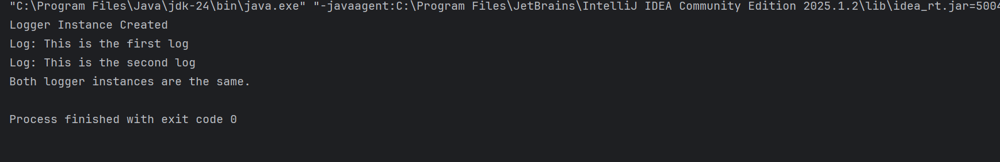 "C:\Program Files\Java\jdk-24\bin\java.exe" "-javaagent:C:\Program Files\JetBrains\IntelliJ IDEA Community Edition 2025.1.2\lib\idea_rt.jar=5004
Logger Instance Created
Log: This is the first log
Log: This is the second log
Both logger instances are the same.
Process finished with exit code 0